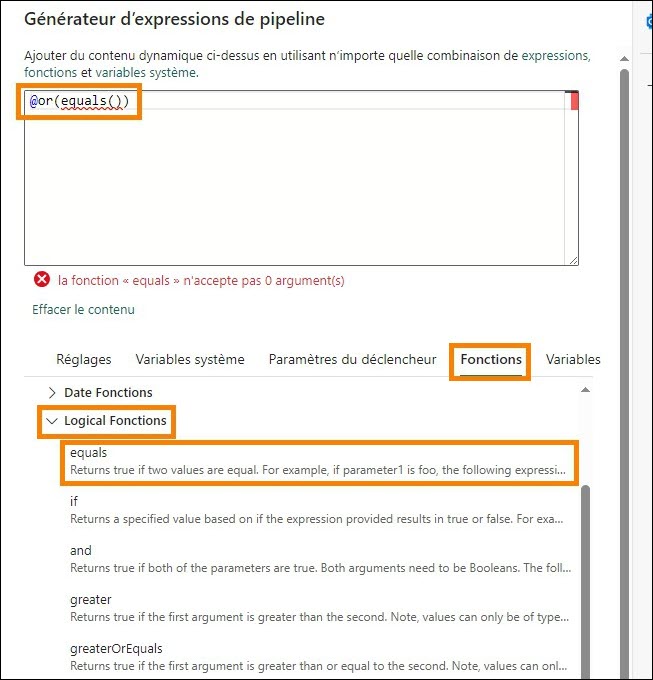 Générateur d’expressions de pipeline
Ajouter du contenu dynamique ci-dessus en utilisant n’importe quelle combinaison de expressions,
fonctions et variables système.
@or(equals())
la fonction « equals » n'accepte pas 0 argument(s)
Effacer le contenu
Réglages Variables système Paramètres du déclencheur Fonctions Variables
Date Fonctions
Logical Fonctions
equals
Returns true if two values are equal. For example, if parameter1 is foo, the following expressi...
if
Returns a specified value based on if the expression provided results in true or false. For exa...
and
Returns true if both of the parameters are true. Both arguments need to be Booleans. The foll...
greater
Returns true if the first argument is greater than the second. Note, values can only be of type...
greaterOrEquals
Returns true if the first argument is greater than or equal to the second. Note, values can onl...